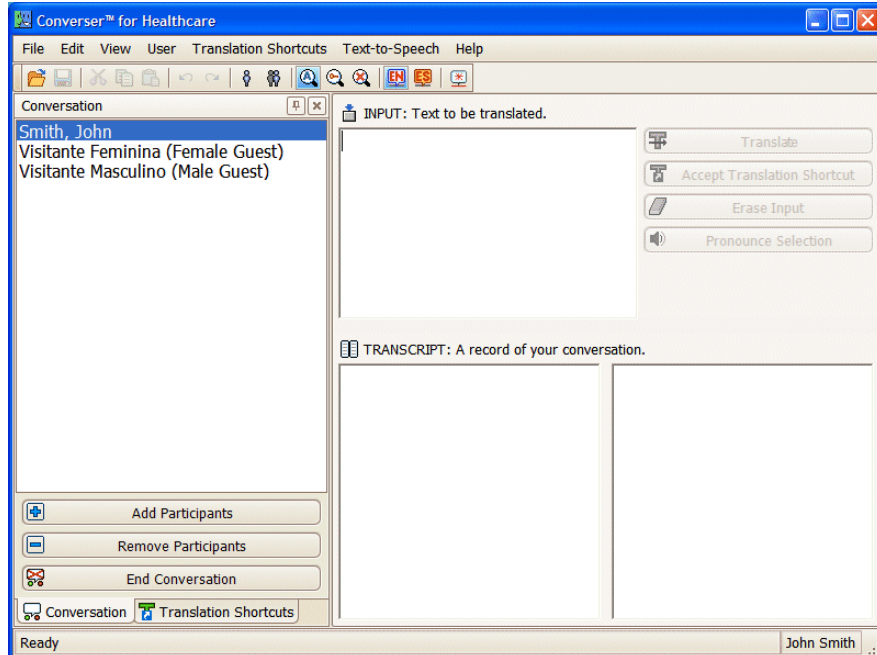 Converser™ for Healthcare
File Edit View User Translation Shortcuts Text-to-Speech Help
EN ES
Conversation
Smith, John
Visitante Feminina (Female Guest)
Visitante Masculino (Male Guest)
Add Participants
Remove Participants
End Conversation
Conversation Translation Shortcuts
INPUT: Text to be translated.
Translate
Accept Translation Shortcut
Erase Input
Pronounce Selection
TRANSCRIPT: A record of your conversation.
Ready
John Smith